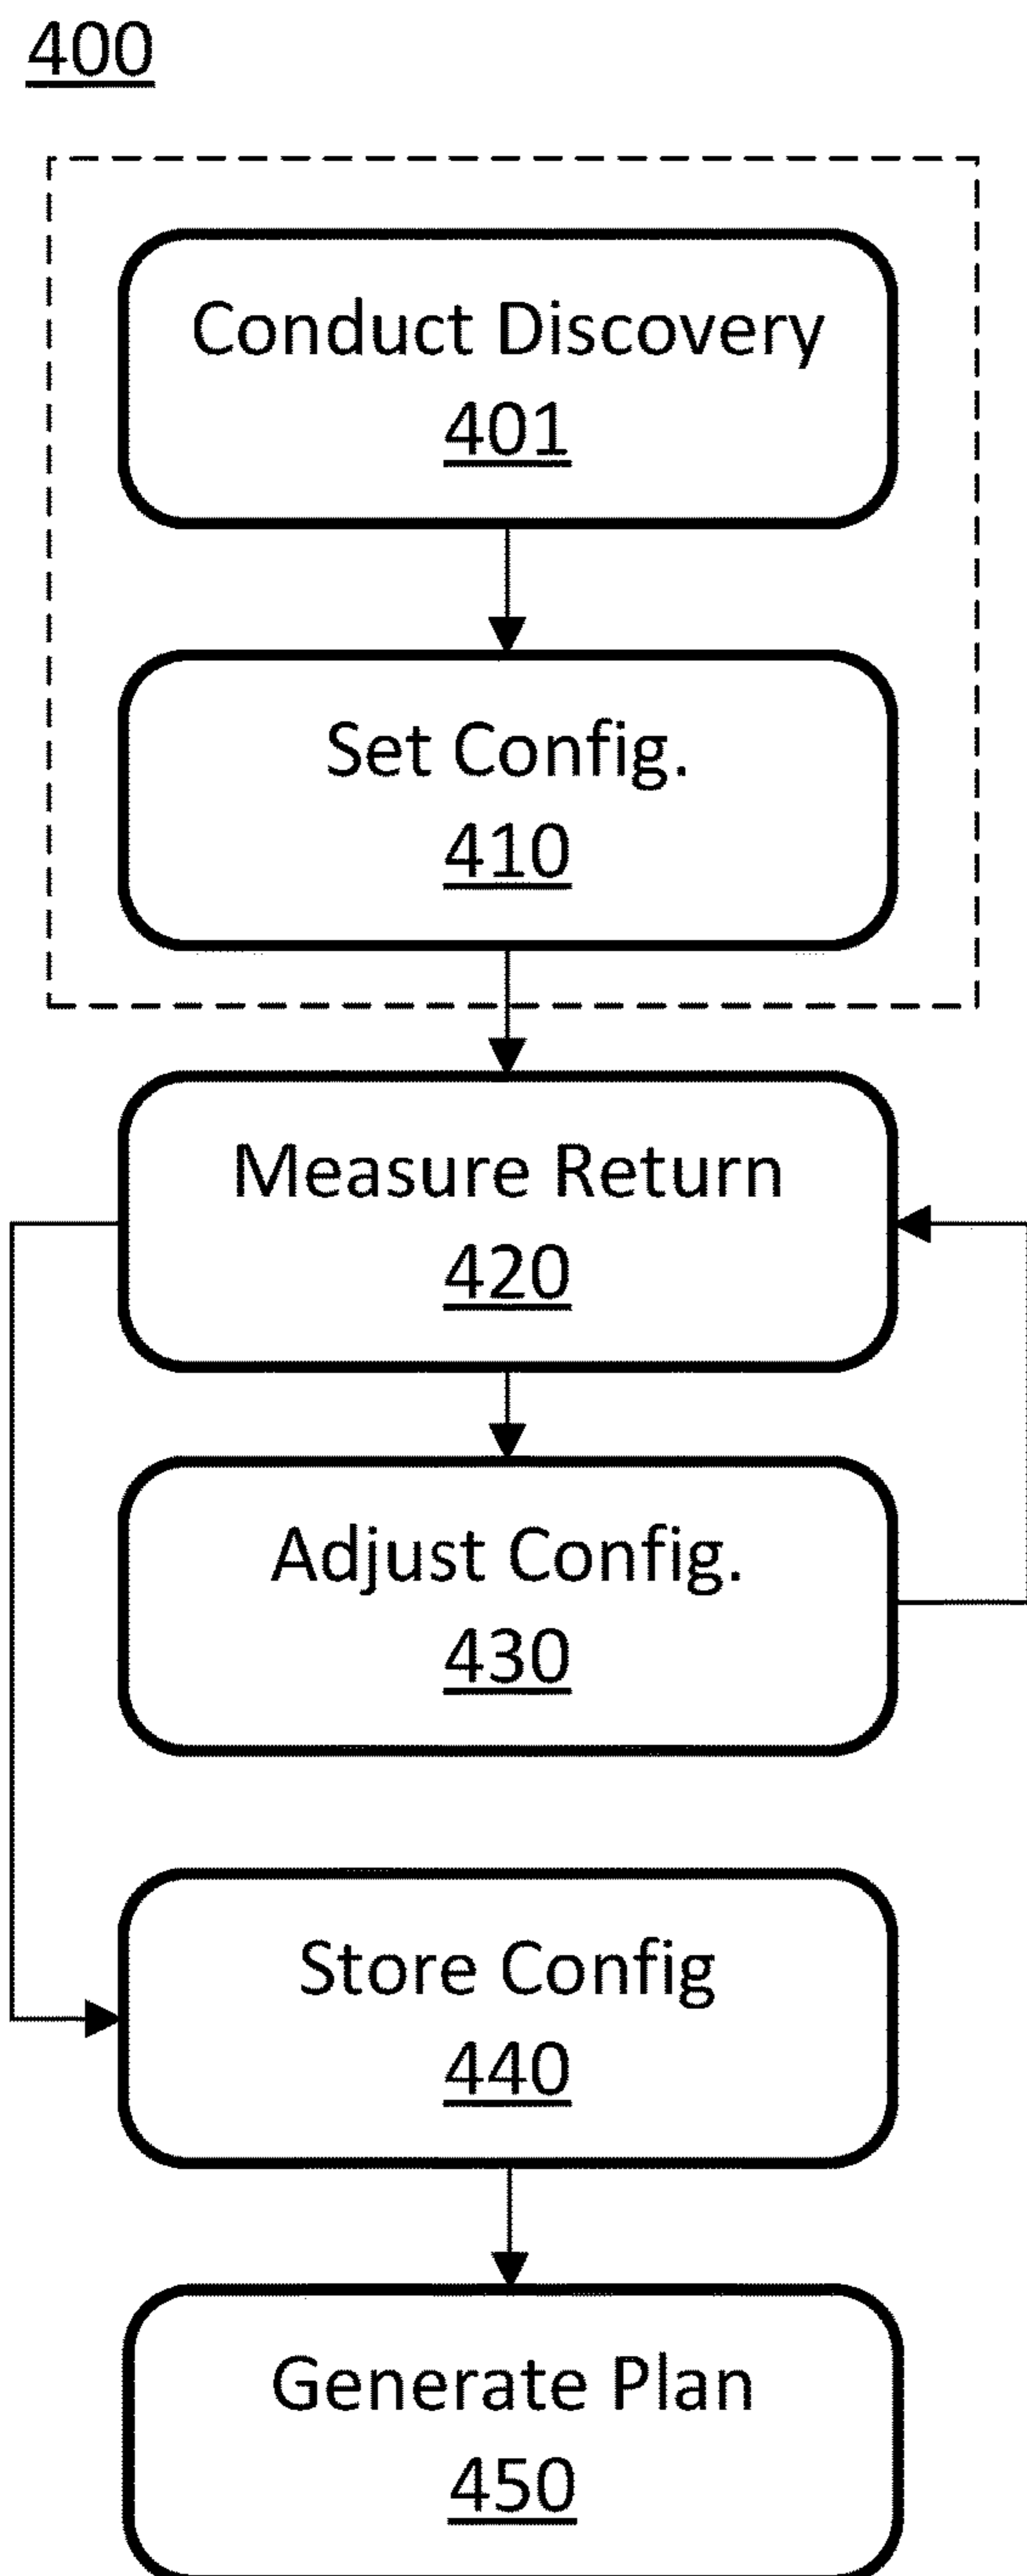 400
Conduct Discovery
401
Set Config.
410
Measure Return
420
Adjust Config.
430
Store Config
440
Generate Plan
450